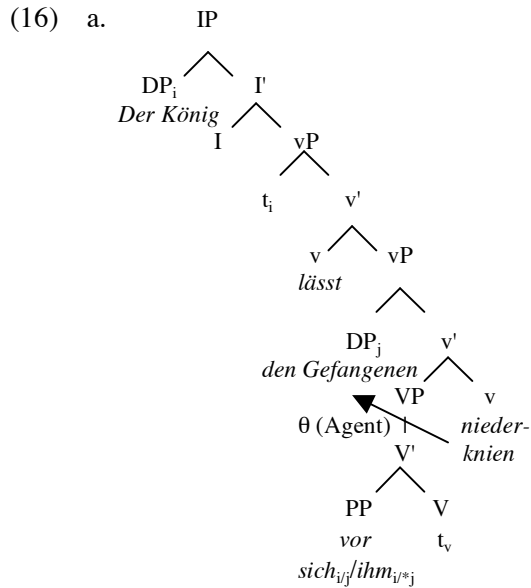 (16) a. IP
DPᵢ I'
Der König
I vP
tᵢ v'
v vP
lässt
DPⱼ v'
den Gefangenen
VP v
θ (Agent) nieder-
knien
V'
PP V
vor tᵥ
sichᵢ/ⱼ/ihmᵢ/*ⱼ